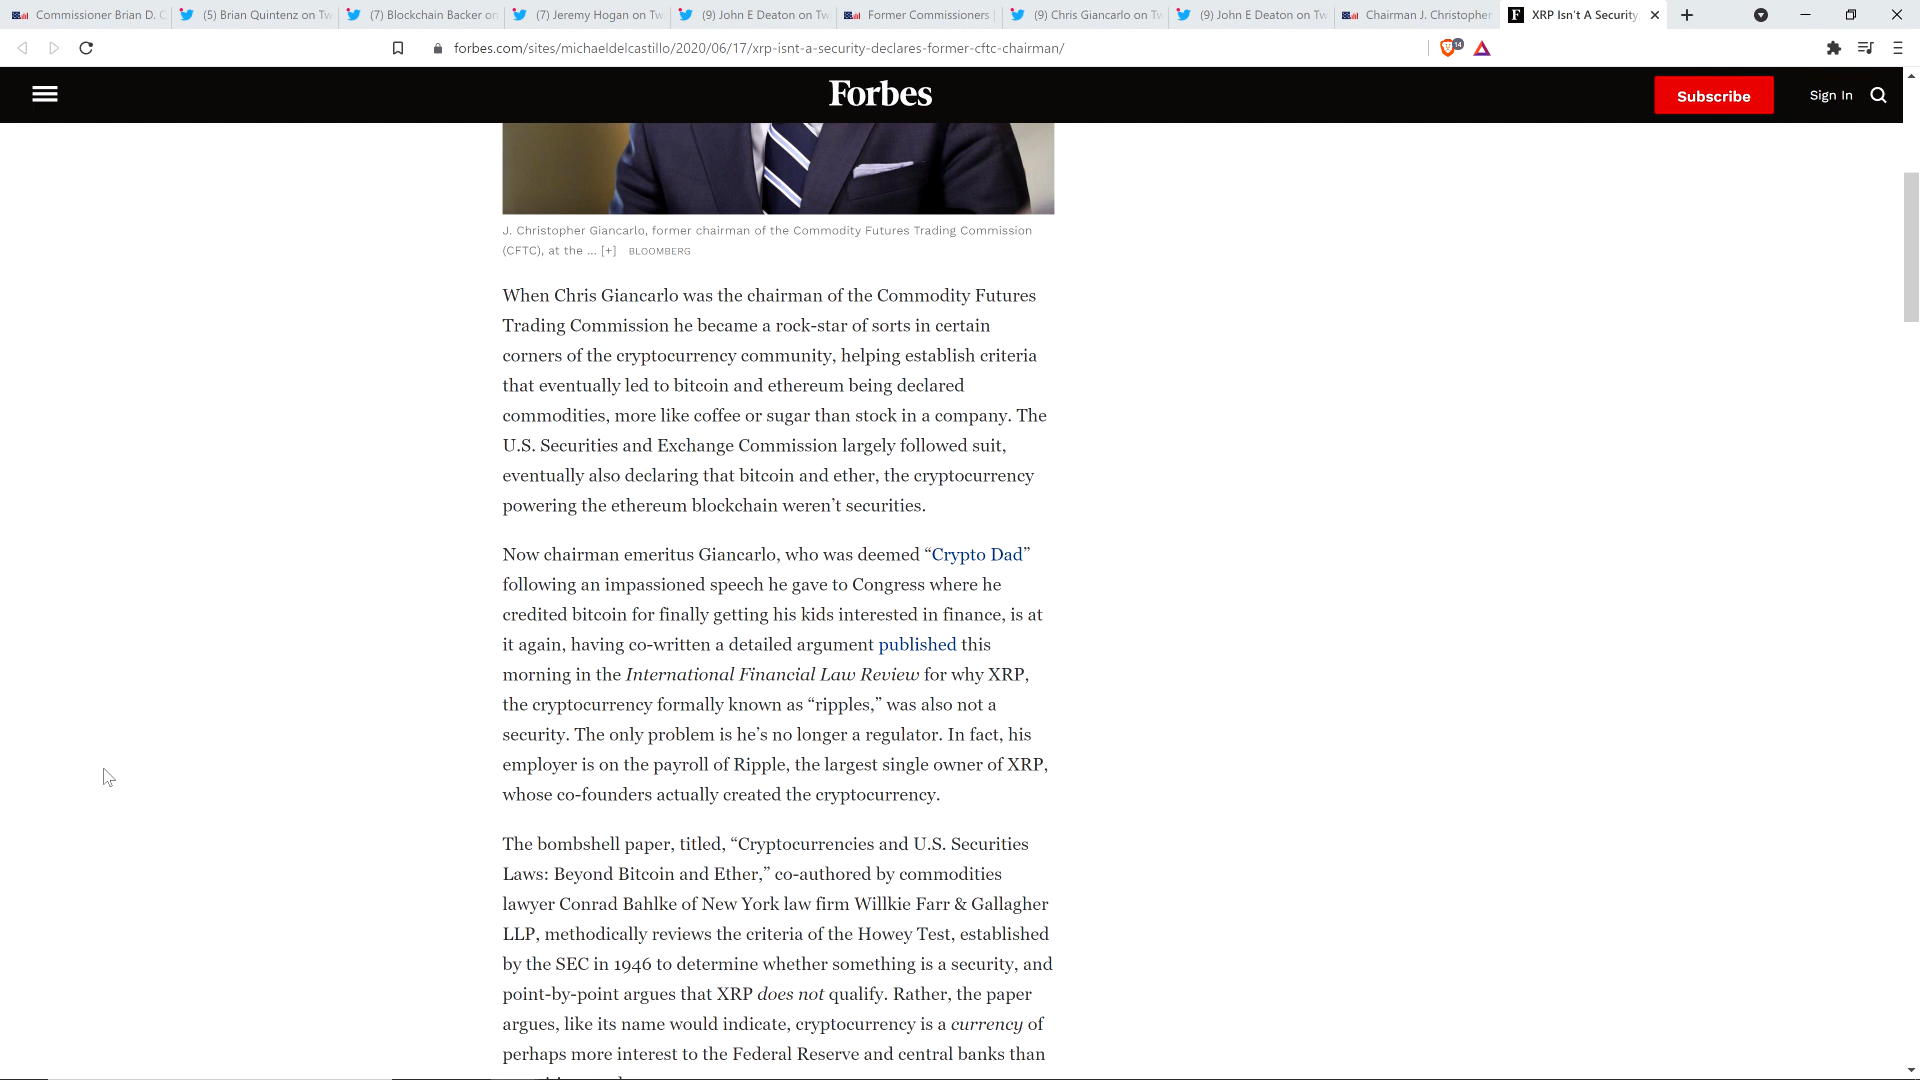 Commissioner Brian D. C
(5) Brian Quintenz on Tw
(7) Blockchain Backer on
(7) Jeremy Hogan on Tw
(9) John E Deaton on Tw
Former Commissioners
(9) Chris Giancarlo on Tw
(9) John E Deaton on Tw
Chairman J. Christopher
XRP Isn't A Security,
forbes.com/sites/michaeldelcastillo/2020/06/17/xrp-isnt-a-security-declares-former-cftc-chairman/
14
Forbes
Subscribe
Sign In
J. Christopher Giancarlo, former chairman of the Commodity Futures Trading Commission
(CFTC), at the ... [+] BLOOMBERG
When Chris Giancarlo was the chairman of the Commodity Futures
Trading Commission he became a rock-star of sorts in certain
corners of the cryptocurrency community, helping establish criteria
that eventually led to bitcoin and ethereum being declared
commodities, more like coffee or sugar than stock in a company. The
U.S. Securities and Exchange Commission largely followed suit,
eventually also declaring that bitcoin and ether, the cryptocurrency
powering the ethereum blockchain weren’t securities.
Now chairman emeritus Giancarlo, who was deemed “Crypto Dad”
following an impassioned speech he gave to Congress where he
credited bitcoin for finally getting his kids interested in finance, is at
it again, having co-written a detailed argument published this
morning in the International Financial Law Review for why XRP,
the cryptocurrency formally known as “ripples,” was also not a
security. The only problem is he’s no longer a regulator. In fact, his
employer is on the payroll of Ripple, the largest single owner of XRP,
whose co-founders actually created the cryptocurrency.
The bombshell paper, titled, “Cryptocurrencies and U.S. Securities
Laws: Beyond Bitcoin and Ether,” co-authored by commodities
lawyer Conrad Bahlke of New York law firm Willkie Farr & Gallagher
LLP, methodically reviews the criteria of the Howey Test, established
by the SEC in 1946 to determine whether something is a security, and
point-by-point argues that XRP does not qualify. Rather, the paper
argues, like its name would indicate, cryptocurrency is a currency of
perhaps more interest to the Federal Reserve and central banks than